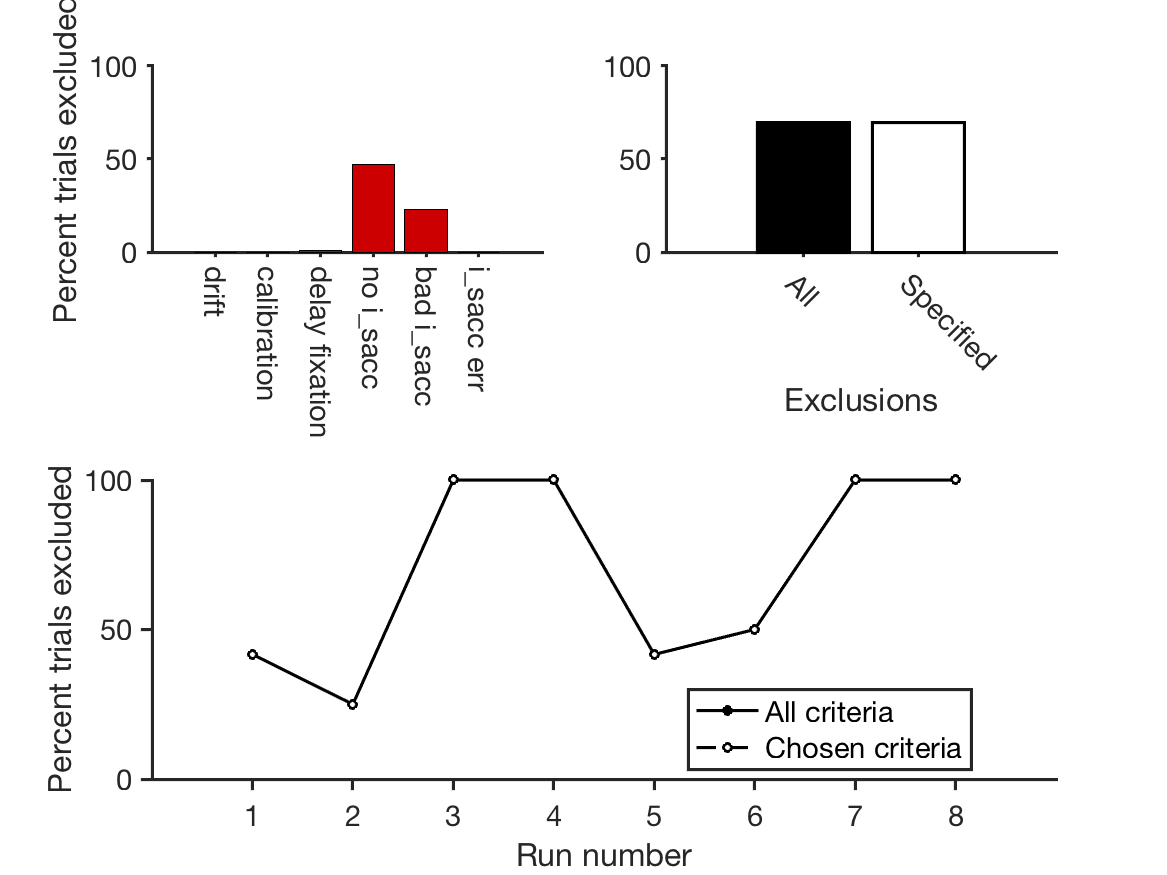 Percent trials excluded
100
50
0
drift
calibration
delay fixation
no i_sacc
bad i_sacc
i_sacc err
100
50
0
All
Specified
Exclusions
Percent trials excluded
100
50
0
1 2 3 4 5 6 7 8
Run number
All criteria
Chosen criteria